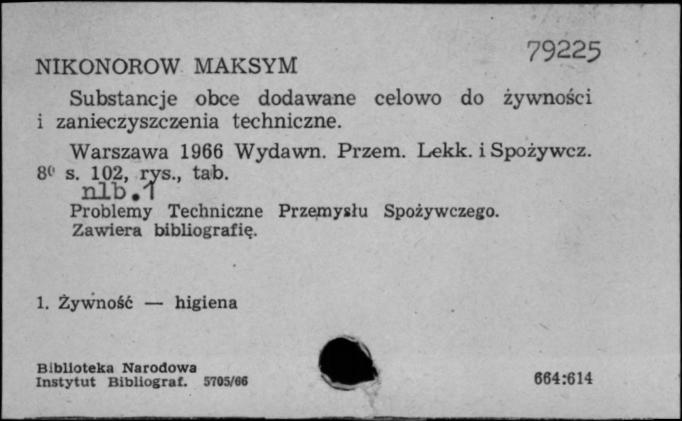 79225
NIKONOROW MAKSYM
Substancje obce dodawane celowo do żywności
i zanieczyszczenia techniczne.
Warszawa 1966 Wydawn. Przem. Lekk. i Spożywcz.
8⁰ s. 102, rys., tab.
nlb.1
Problemy Techniczne Przemysłu Spożywczego.
Zawiera bibliografię.
1. Żywność — higiena
Biblioteka Narodowa
Instytut Bibliograf. 5705/66
664:614